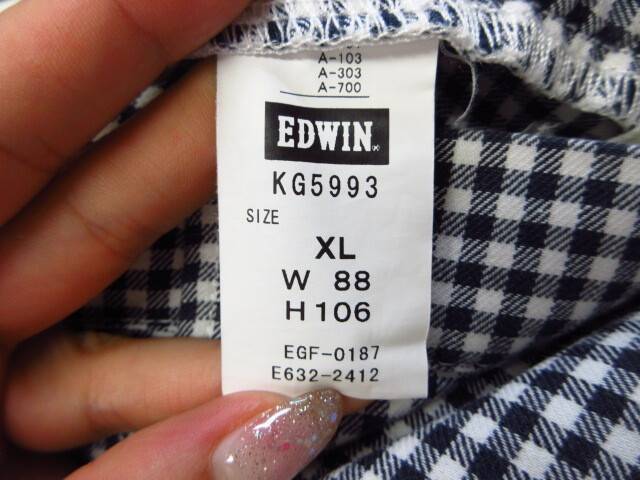 A-103
A-303
A-700
EDWIN
KG5993
SIZE
XL
W 88
H 106
EGF-0187
E632-2412